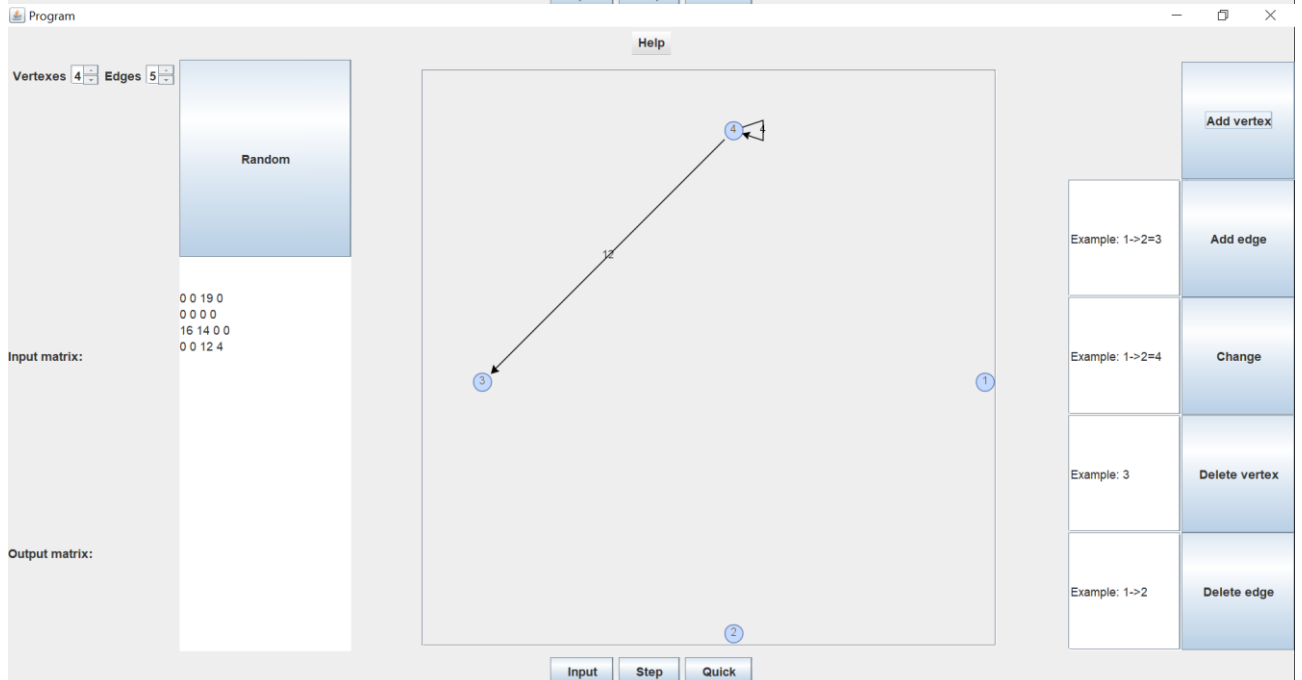 Program
Help
Vertexes 4 Edges 5
Random
Add vertex
4 4
Example: 1->2=3 Add edge
12
0 0 19 0
0 0 0 0
16 14 0 0
0 0 12 4
Input matrix:
Example: 1->2=4 Change
3 1
Example: 3 Delete vertex
Output matrix:
Example: 1->2 Delete edge
2
Input Step Quick